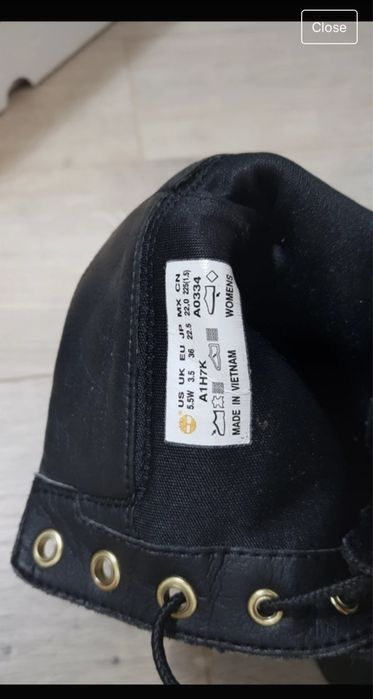 Close
US UK EU JP MX CN
5.5W 3.5 36 22.5 22.0 225(1.5)
A1H7K A0334
WOMENS
MADE IN VIETNAM